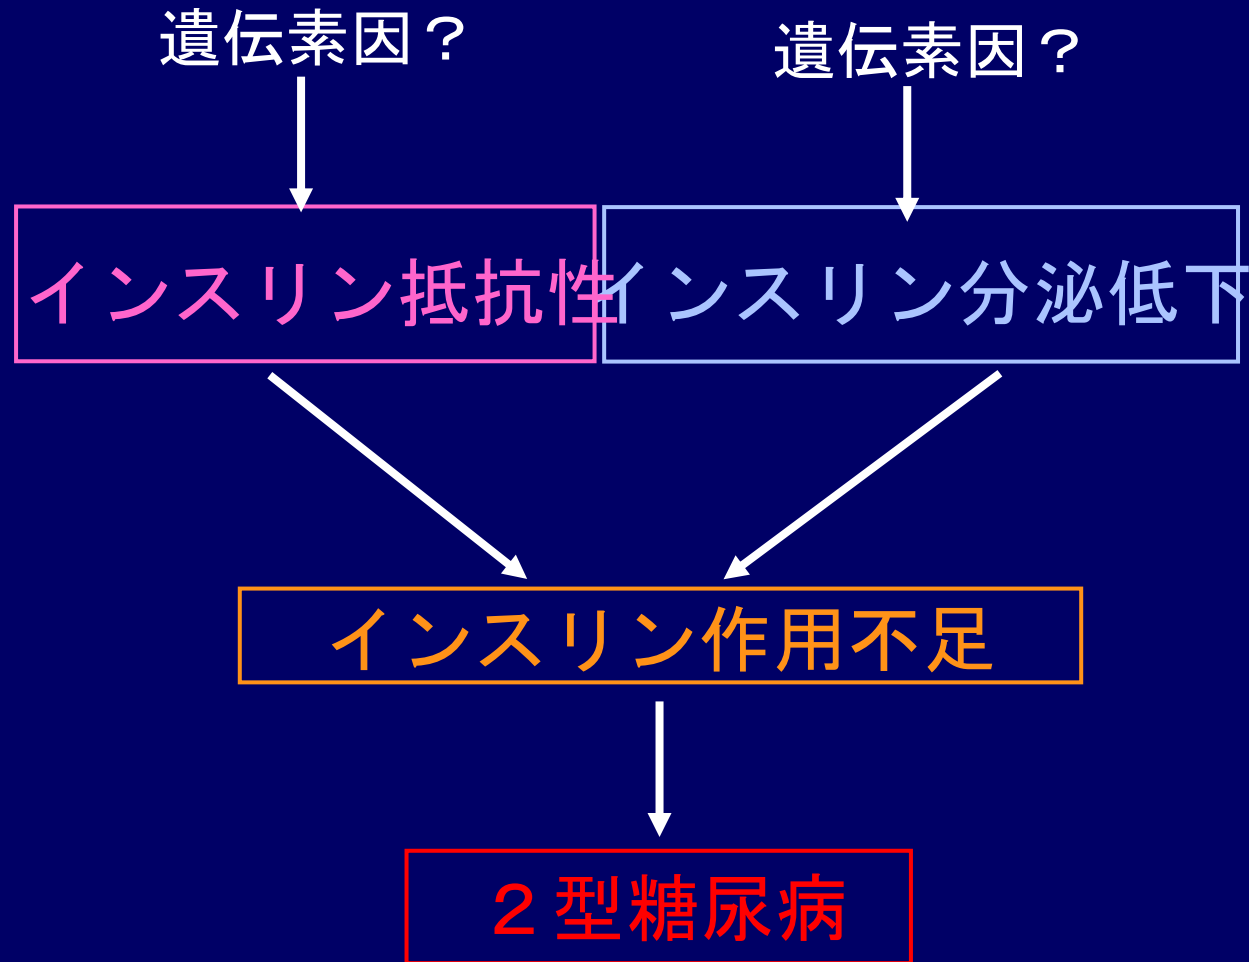 遺伝素因？
遺伝素因？
インスリン抵抗性
インスリン分泌低下
インスリン作用不足
２型糖尿病